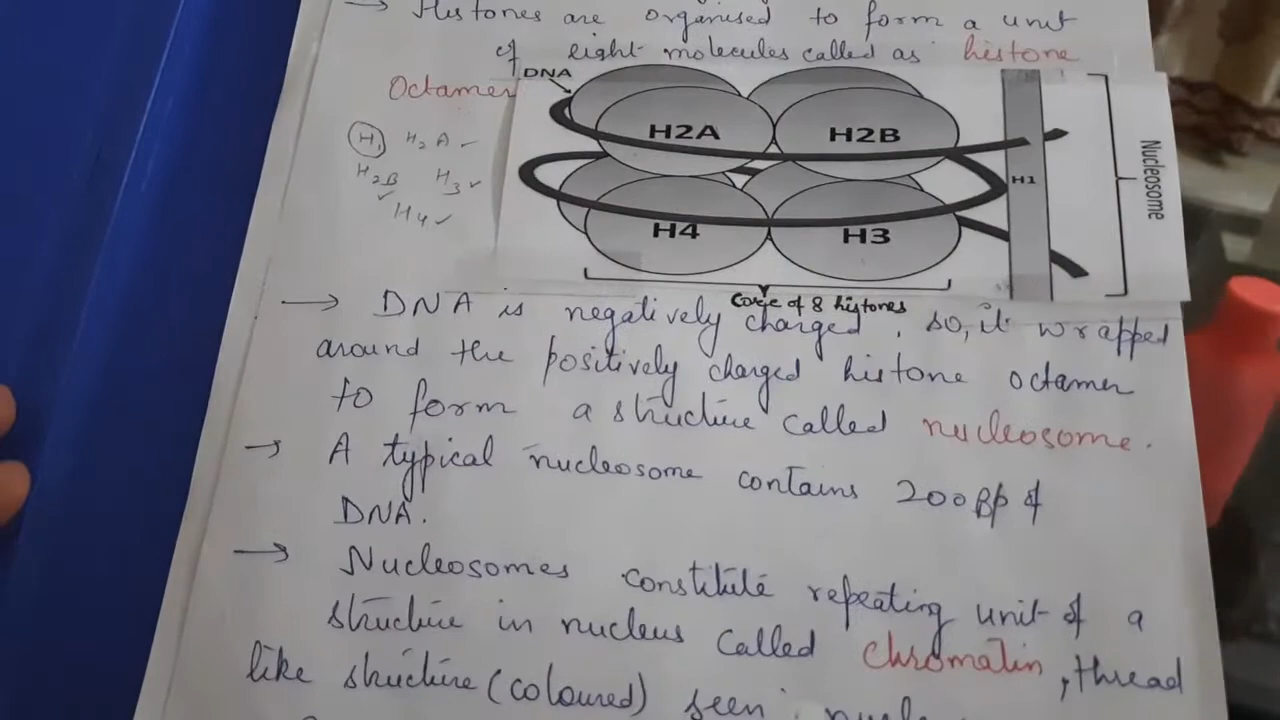 → Histones are organised to form a unit
of eight molecules called as histone
Octamer
DNA
H1 H2A
H2B H3
H4
H2A H2B
H1
H4 H3
Nucleosome
Core of 8 histones
→ DNA is negatively charged, so, it wrapped
around the positively charged histone octamer
to form a structure called nucleosome.
→ A typical nucleosome contains 200 Bp of
DNA.
→ Nucleosomes constitute repeating unit of a
structure in nucleus called Chromatin, thread
like structure (coloured) seen